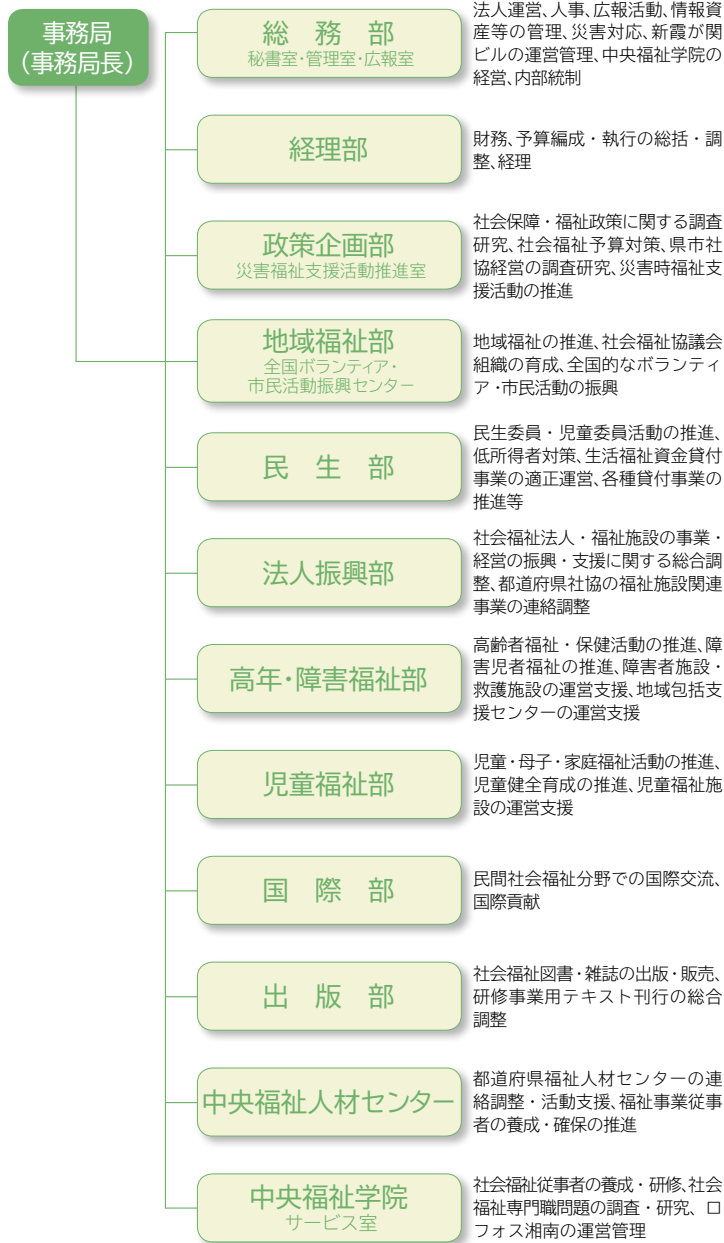 事務局
（事務局長）
総務部
秘書室・管理室・広報室
法人運営、人事、広報活動、情報資
産等の管理、災害対応、新霞が関
ビルの運営管理、中央福祉学院の
経営、内部統制
経理部
財務、予算編成・執行の総括・調
整、経理
政策企画部
災害福祉支援活動推進室
社会保障・福祉政策に関する調査
研究、社会福祉予算対策、県市社
協経営の調査研究、災害時福祉支
援活動の推進
地域福祉部
全国ボランティア・
市民活動振興センター
地域福祉の推進、社会福祉協議会
組織の育成、全国的なボランティ
ア・市民活動の振興
民生部
民生委員・児童委員活動の推進、
低所得者対策、生活福祉資金貸付
事業の適正運営、各種貸付事業の
推進等
法人振興部
社会福祉法人・福祉施設の事業・
経営の振興・支援に関する総合調
整、都道府県社協の福祉施設関連
事業の連絡調整
高年・障害福祉部
高齢者福祉・保健活動の推進、障
害児者福祉の推進、障害者施設・
救護施設の運営支援、地域包括支
援センターの運営支援
児童福祉部
児童・母子・家庭福祉活動の推進、
児童健全育成の推進、児童福祉施
設の運営支援
国際部
民間社会福祉分野での国際交流、
国際貢献
出版部
社会福祉図書・雑誌の出版・販売、
研修事業用テキスト刊行の総合
調整
中央福祉人材センター
都道府県福祉人材センターの連
絡調整・活動支援、福祉事業従事
者の養成・確保の推進
中央福祉学院
サービス室
社会福祉従事者の養成・研修、社会
福祉専門職問題の調査・研究、ロ
フォス湘南の運営管理